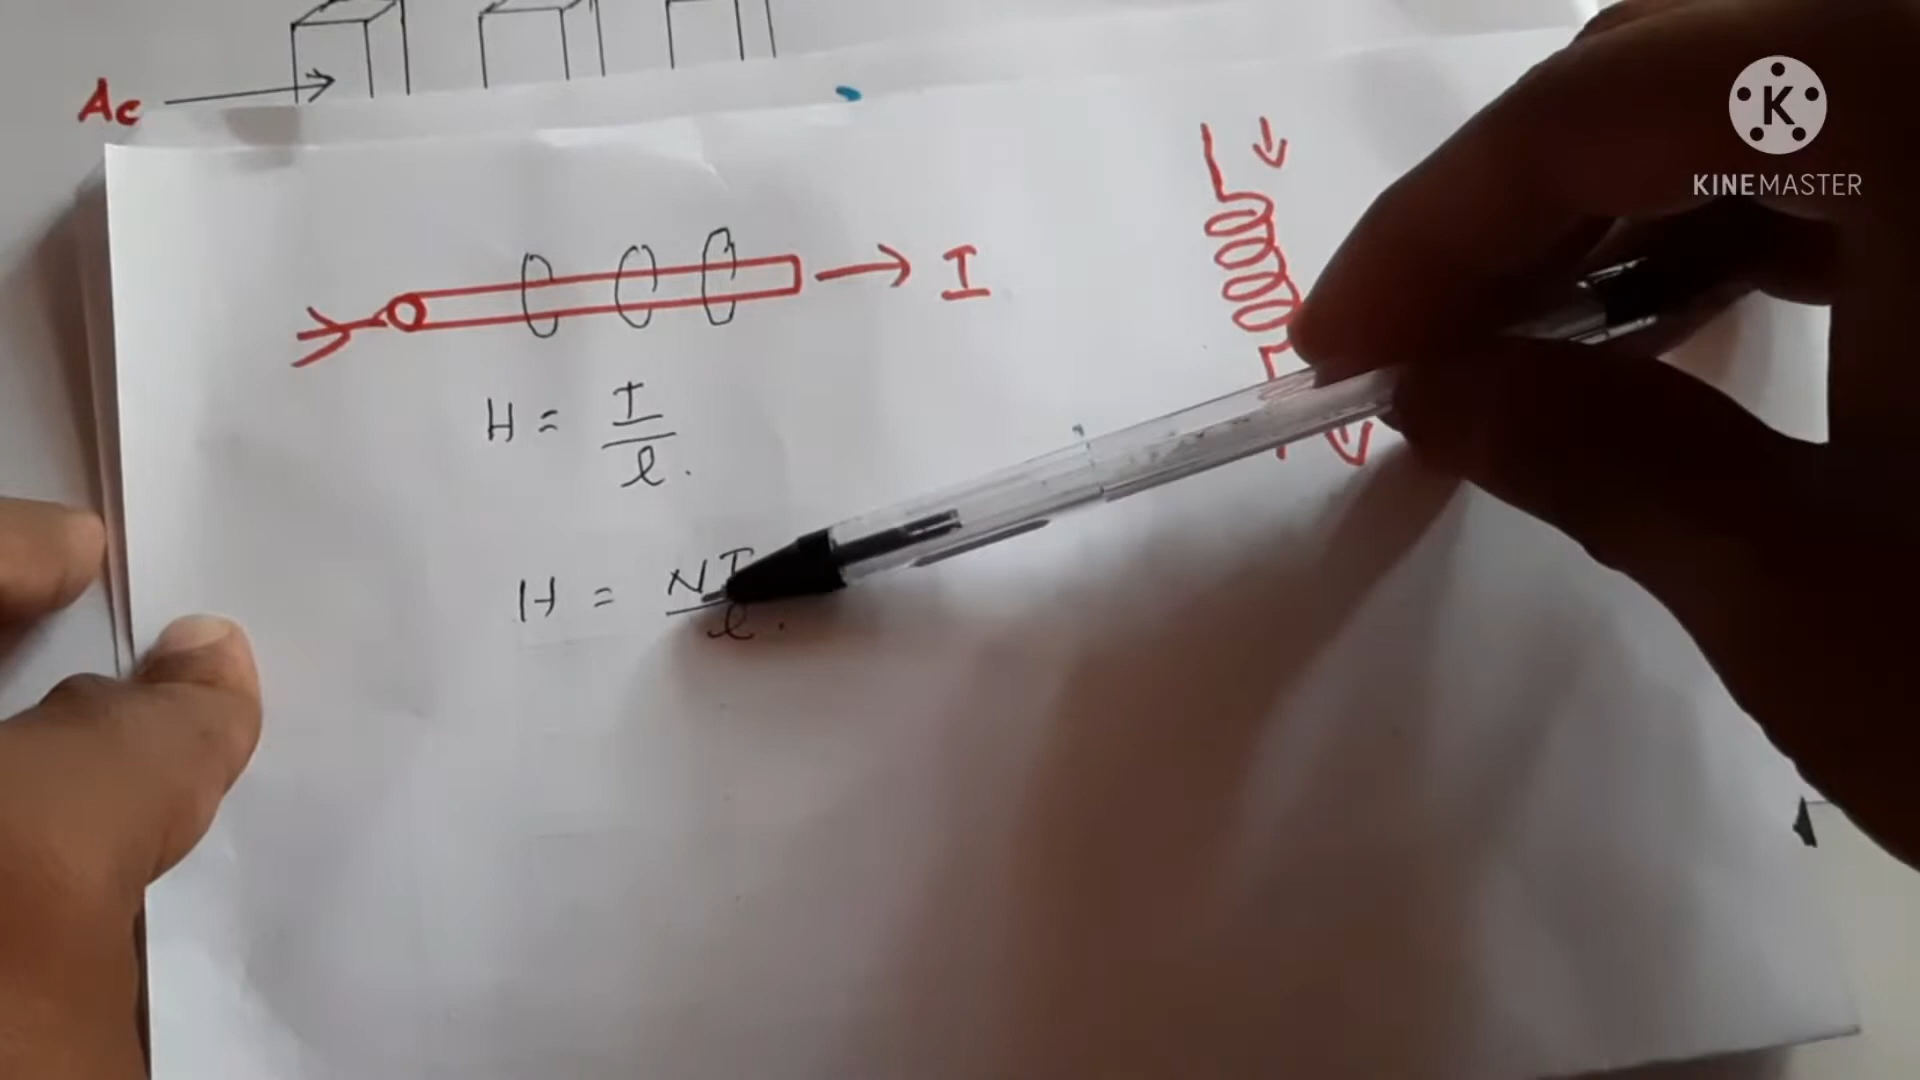 Ac
KINEMASTER
I
H = I/l.
H = NI/l.